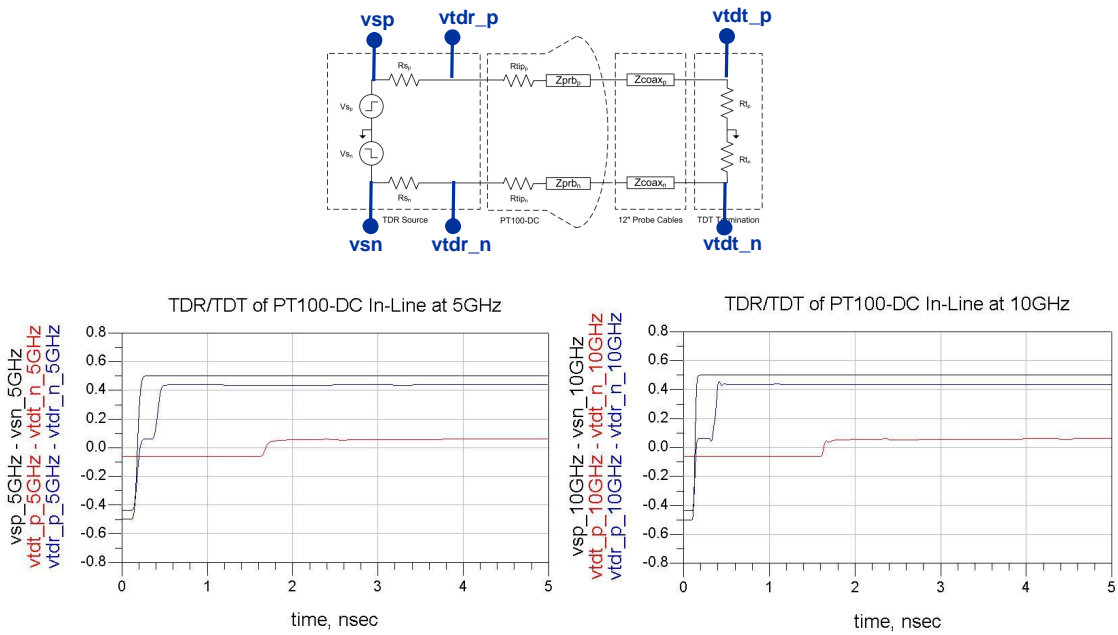 vsp vtdr_p vtdt_p
Rsp Rtipp Zprbp Zcoaxp
Vsp Rtp
Vsn Rtn
Rsn Rtipn Zprbn Zcoaxn
TDR Source PT100-DC 12" Probe Cables TDT Termination
vsn vtdr_n vtdt_n
TDR/TDT of PT100-DC In-Line at 5GHz
vsp_5GHz - vsn_5GHz
vtdt_p_5GHz - vtdt_n_5GHz
vtdr_p_5GHz - vtdr_n_5GHz
0.8
0.6
0.4
0.2
0.0
-0.2
-0.4
-0.6
-0.8
0 1 2 3 4 5
time, nsec
TDR/TDT of PT100-DC In-Line at 10GHz
vsp_10GHz - vsn_10GHz
vtdt_p_10GHz - vtdt_n_10GHz
vtdr_p_10GHz - vtdr_n_10GHz
0.8
0.6
0.4
0.2
0.0
-0.2
-0.4
-0.6
-0.8
0 1 2 3 4 5
time, nsec